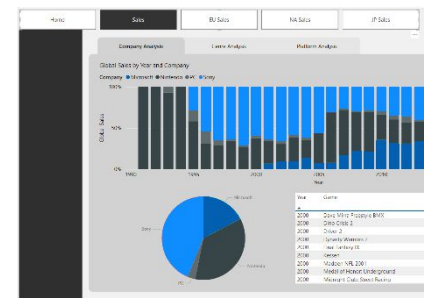 Home Sales EU Sales NA Sales JP Sales
Company Analysis Genre Analysis Platform Analysis
Global Sales by Year and Company
Company Microsoft Nintendo PC Sony
100%
50%
0%
Global Sales
1980 1995 2000 2005 2010
Year
Microsoft
Sony
Nintendo
PC
Year Game
2000 Dave Mirra Freestyle BMX
2000 Dino Crisis 2
2000 Driver 2
2000 Dynasty Warriors 2
2000 Final Fantasy IX
2000 Kessen
2000 Madden NFL 2001
2000 Medal of Honor: Underground
2000 Midnight Club: Street Racing